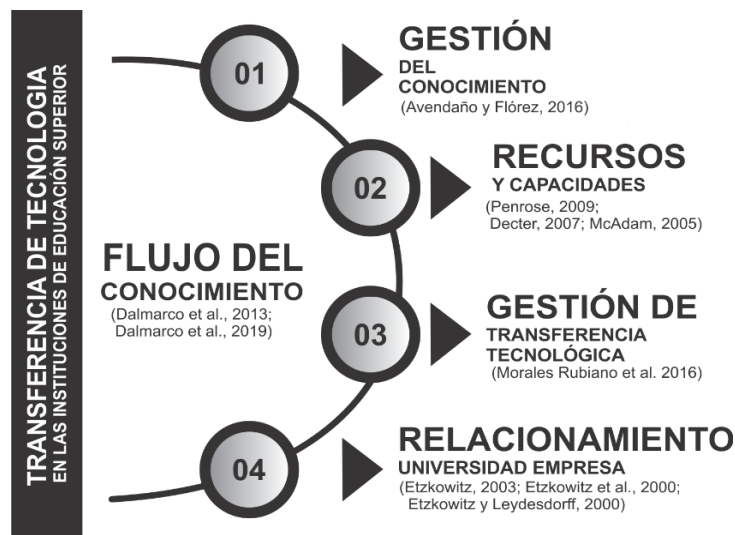 TRANSFERENCIA DE TECNOLOGIA
EN LAS INSTITUCIONES DE EDUCACIÓN SUPERIOR
FLUJO DEL
CONOCIMIENTO
(Dalmarco et al., 2013;
Dalmarco et al., 2019)
01
GESTIÓN
DEL
CONOCIMIENTO
(Avendaño y Flórez, 2016)
02
RECURSOS
Y CAPACIDADES
(Penrose, 2009;
Decter, 2007; McAdam, 2005)
03
GESTIÓN DE
TRANSFERENCIA
TECNOLÓGICA
(Morales Rubiano et al. 2016)
04
RELACIONAMIENTO
UNIVERSIDAD EMPRESA
(Etzkowitz, 2003; Etzkowitz et al., 2000;
Etzkowitz y Leydesdorff, 2000)